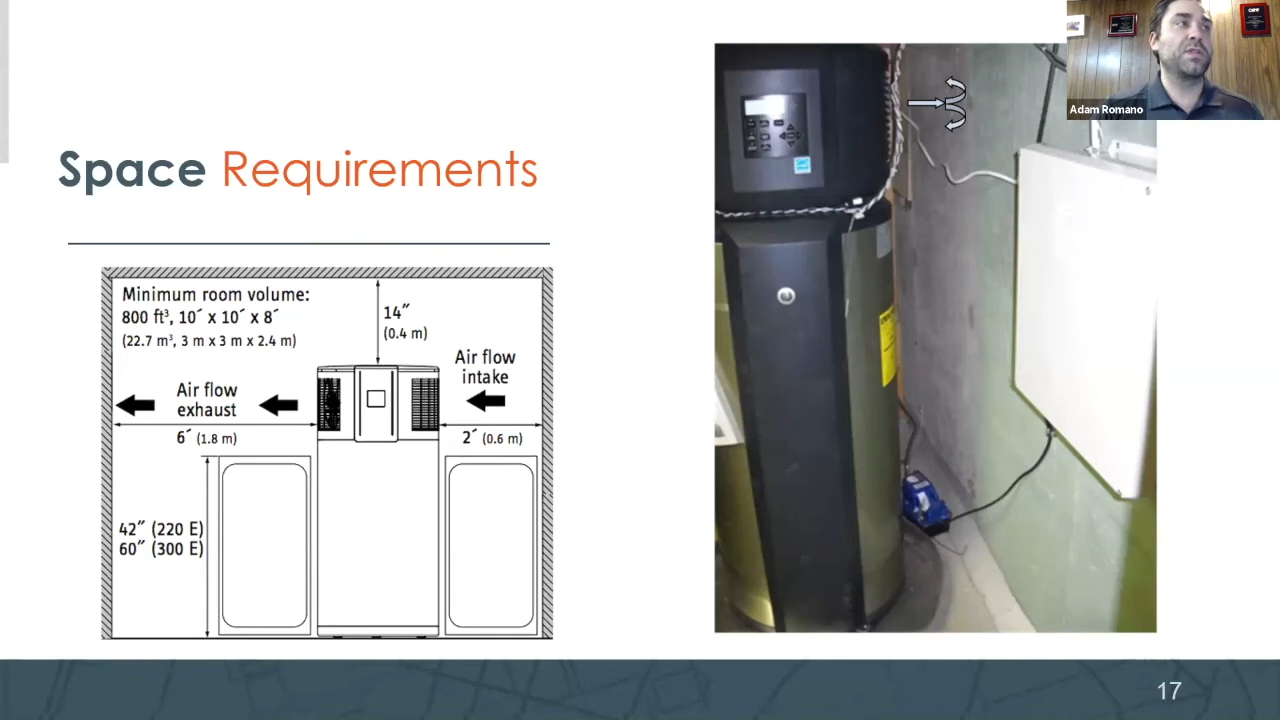 Adam Romano
Space Requirements
Minimum room volume:
800 ft³, 10´ x 10´ x 8´
(22.7 m³, 3 m x 3 m x 2.4 m)
14″
(0.4 m)
Air flow
intake
Air flow
exhaust
6´ (1.8 m)
2´ (0.6 m)
42″ (220 E)
60″ (300 E)
17